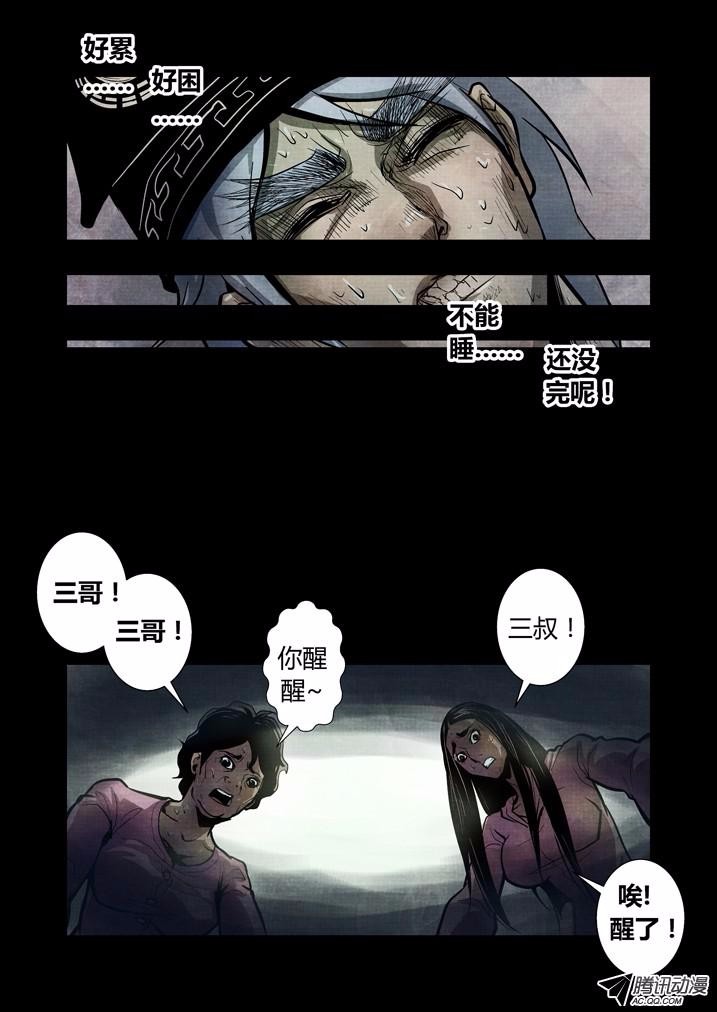 好累
……
好困
……
不能
睡……
还没
完呢！
三哥！
三哥！
你醒
醒~
三叔！
唉！
醒了！
腾讯动漫
AC.QQ.COM